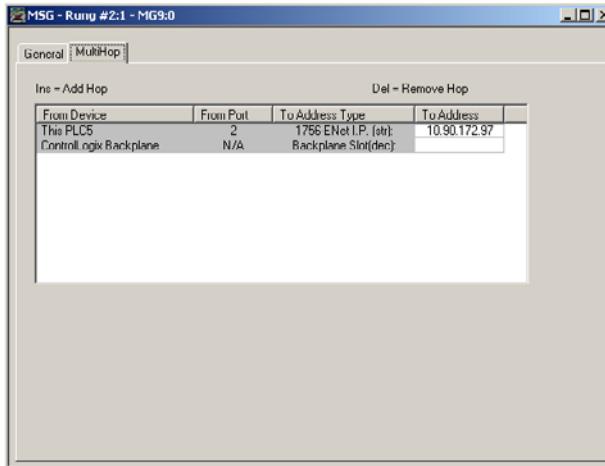 MSG - Rung #2:1 - MG9:0
General MultiHop
Ins = Add Hop Del = Remove Hop
From Device From Port To Address Type To Address
This PLC5 2 1756 ENet I.P. (str): 10.90.172.97
ControlLogix Backplane N/A Backplane Slot(dec):